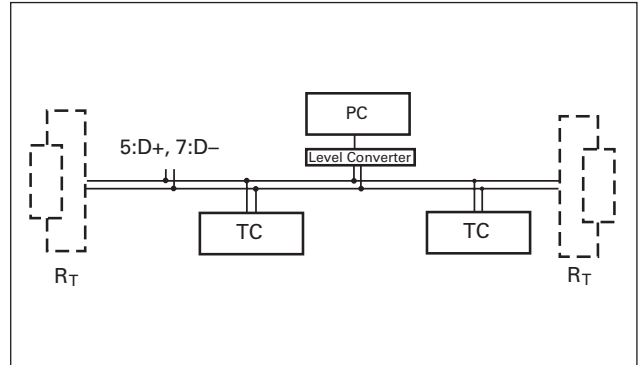 PC
5:D+, 7:D–
Level Converter
TC
TC
RT
RT